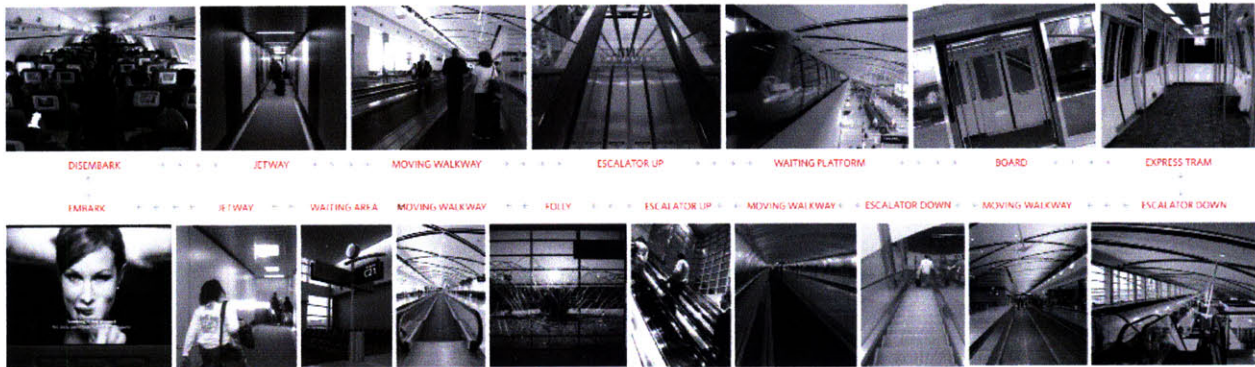 DISEMBARK JETWAY MOVING WALKWAY ESCALATOR UP WAITING PLATFORM BOARD EXPRESS TRAM
EMBARK JETWAY WAITING AREA MOVING WALKWAY FOLLY ESCALATOR UP MOVING WALKWAY ESCALATOR DOWN MOVING WALKWAY ESCALATOR DOWN